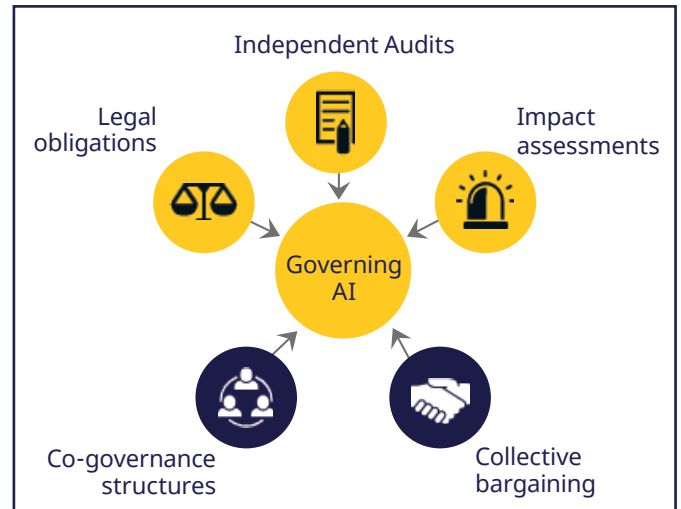 Independent Audits
Legal
obligations
Impact
assessments
Governing
AI
Co-governance
structures
Collective
bargaining